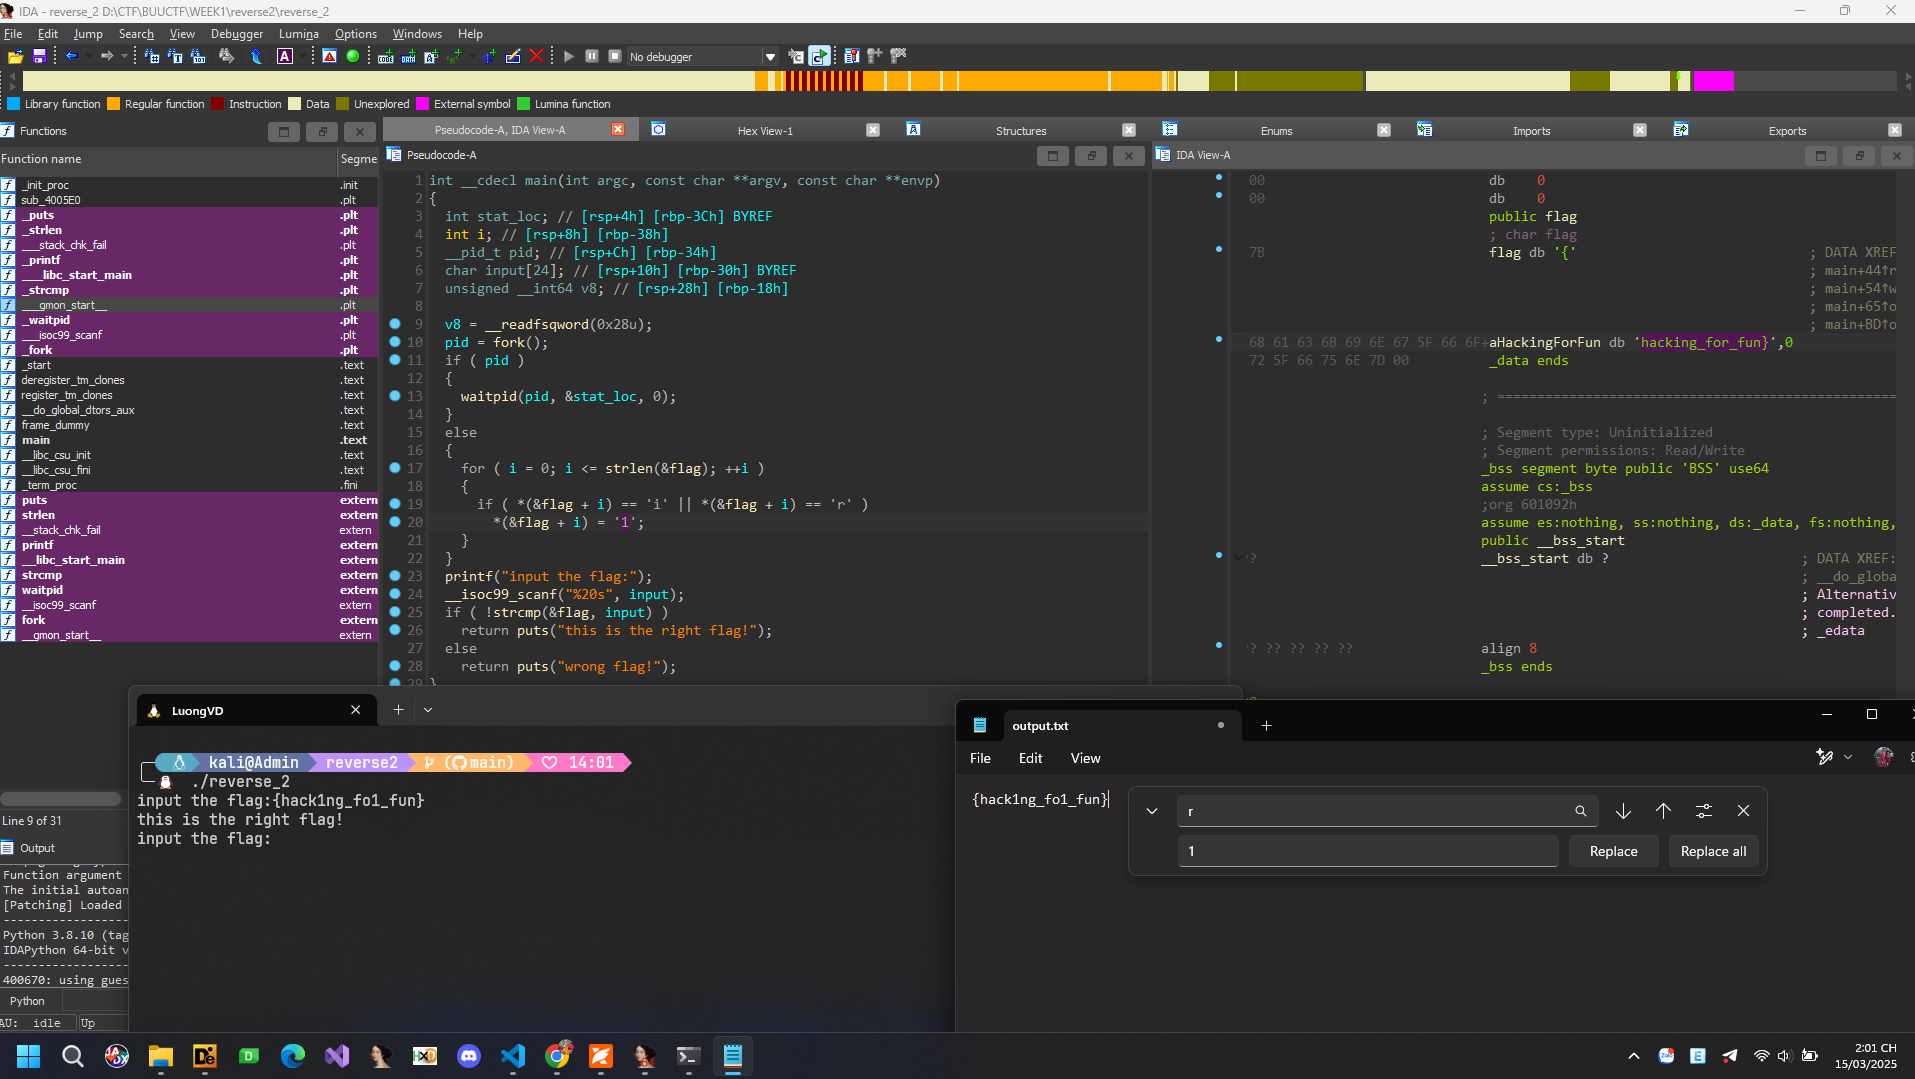 IDA - reverse_2 D:\CTF\BUUCTF\WEEK1\reverse2\reverse_2
File Edit Jump Search View Debugger Lumina Options Windows Help
No debugger
Library function Regular function Instruction Data Unexplored External symbol Lumina function
Functions
Function name Segme
_init_proc .init
sub_4005E0 .plt
_puts .plt
_strlen .plt
___stack_chk_fail .plt
_printf .plt
___libc_start_main .plt
_strcmp .plt
___gmon_start__ .plt
_waitpid .plt
___isoc99_scanf .plt
_fork .plt
_start .text
deregister_tm_clones .text
register_tm_clones .text
__do_global_dtors_aux .text
frame_dummy .text
main .text
__libc_csu_init .text
__libc_csu_fini .text
_term_proc .fini
puts extern
strlen extern
__stack_chk_fail extern
printf extern
__libc_start_main extern
strcmp extern
waitpid extern
__isoc99_scanf extern
fork extern
__gmon_start__ extern
Line 9 of 31
Output
Function argument
The initial autoan
[Patching] Loaded
Python 3.8.10 (tag
IDAPython 64-bit v
400670: using gues
Python
AU: idle Up
Pseudocode-A, IDA View-A Hex View-1 Structures Enums Imports Exports
Pseudocode-A
1 int __cdecl main(int argc, const char **argv, const char **envp)
2 {
3 int stat_loc; // [rsp+4h] [rbp-3Ch] BYREF
4 int i; // [rsp+8h] [rbp-38h]
5 __pid_t pid; // [rsp+Ch] [rbp-34h]
6 char input[24]; // [rsp+10h] [rbp-30h] BYREF
7 unsigned __int64 v8; // [rsp+28h] [rbp-18h]
8
9 v8 = __readfsqword(0x28u);
10 pid = fork();
11 if ( pid )
12 {
13 waitpid(pid, &stat_loc, 0);
14 }
15 else
16 {
17 for ( i = 0; i <= strlen(&flag); ++i )
18 {
19 if ( *(&flag + i) == 'i' || *(&flag + i) == 'r' )
20 *(&flag + i) = '1';
21 }
22 }
23 printf("input the flag:");
24 __isoc99_scanf("%20s", input);
25 if ( !strcmp(&flag, input) )
26 return puts("this is the right flag!");
27 else
28 return puts("wrong flag!");
29 }
IDA View-A
00 db 0
00 db 0
public flag
; char flag
7B flag db '{' ; DATA XREF
; main+44↑r
; main+54↑w
; main+65↑o
; main+BD↑o
68 61 63 6B 69 6E 67 5F 66 6F+aHackingForFun db 'hacking_for_fun}',0
72 5F 66 75 6E 7D 00 _data ends
; ==================================================
; Segment type: Uninitialized
; Segment permissions: Read/Write
_bss segment byte public 'BSS' use64
assume cs:_bss
;org 601092h
assume es:nothing, ss:nothing, ds:_data, fs:nothing,
public __bss_start
? __bss_start db ? ; DATA XREF:
; __do_globa
; Alternativ
; completed.
; _edata
? ?? ?? ?? ?? align 8
_bss ends
LuongVD
kali@Admin reverse2 (main) 14:01
./reverse_2
input the flag:{hack1ng_fo1_fun}
this is the right flag!
input the flag:
output.txt
File Edit View
{hack1ng_fo1_fun}
r
1 Replace Replace all
2:01 CH
15/03/2025